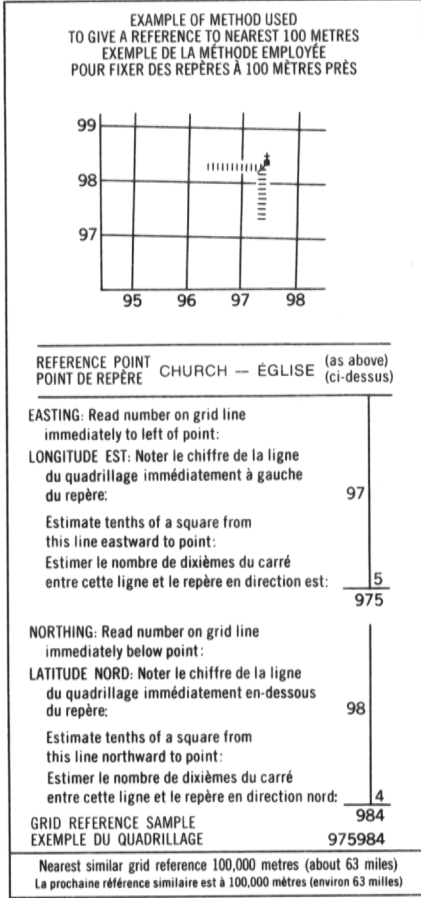 EXAMPLE OF METHOD USED
TO GIVE A REFERENCE TO NEAREST 100 METRES
EXEMPLE DE LA MÉTHODE EMPLOYÉE
POUR FIXER DES REPÈRES À 100 MÈTRES PRÈS
99
98
97
95 96 97 98
REFERENCE POINT
POINT DE REPÈRE
CHURCH — ÉGLISE
(as above)
(ci-dessus)
EASTING: Read number on grid line
immediately to left of point:
LONGITUDE EST: Noter le chiffre de la ligne
du quadrillage immédiatement à gauche
du repère: 97
Estimate tenths of a square from
this line eastward to point:
Estimer le nombre de dixièmes du carré
entre cette ligne et le repère en direction est: 5
975
NORTHING: Read number on grid line
immediately below point:
LATITUDE NORD: Noter le chiffre de la ligne
du quadrillage immédiatement en-dessous
du repère: 98
Estimate tenths of a square from
this line northward to point:
Estimer le nombre de dixièmes du carré
entre cette ligne et le repère en direction nord: 4
984
GRID REFERENCE SAMPLE
EXEMPLE DU QUADRILLAGE 975984
Nearest similar grid reference 100,000 metres (about 63 miles)
La prochaine référence similaire est à 100,000 mètres (environ 63 milles)